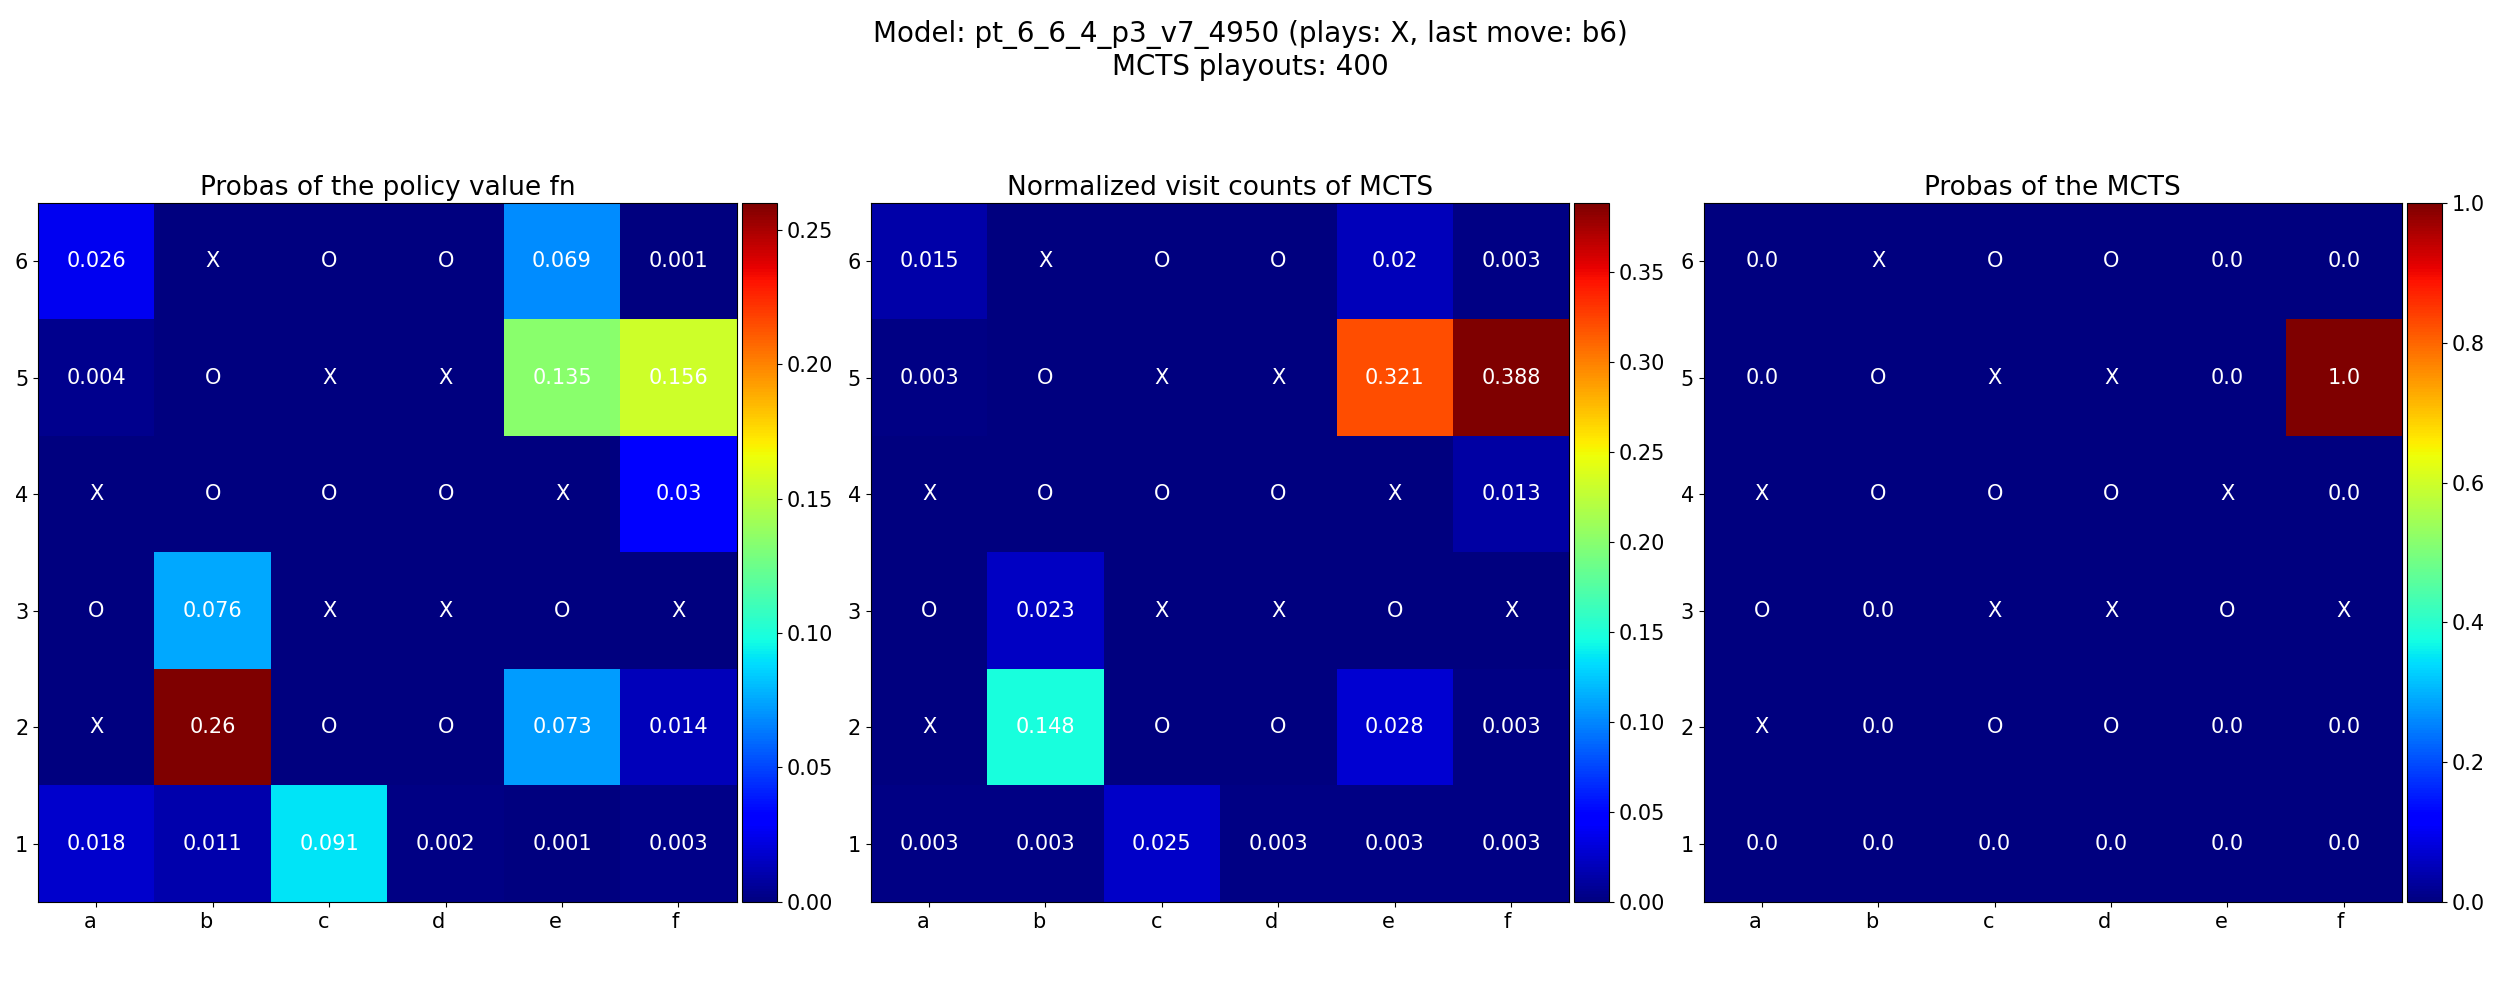 Model: pt_6_6_4_p3_v7_4950 (plays: X, last move: b6)
MCTS playouts: 400
Probas of the policy value fn
6 0.026 X O O 0.069 0.001
5 0.004 O X X 0.135 0.156
4 X O O O X 0.03
3 O 0.076 X X O X
2 X 0.26 O O 0.073 0.014
1 0.018 0.011 0.091 0.002 0.001 0.003
a b c d e f
0.25
0.20
0.15
0.10
0.05
0.00
Normalized visit counts of MCTS
6 0.015 X O O 0.02 0.003
5 0.003 O X X 0.321 0.388
4 X O O O X 0.013
3 O 0.023 X X O X
2 X 0.148 O O 0.028 0.003
1 0.003 0.003 0.025 0.003 0.003 0.003
a b c d e f
0.35
0.30
0.25
0.20
0.15
0.10
0.05
0.00
Probas of the MCTS
6 0.0 X O O 0.0 0.0
5 0.0 O X X 0.0 1.0
4 X O O O X 0.0
3 O 0.0 X X O X
2 X 0.0 O O 0.0 0.0
1 0.0 0.0 0.0 0.0 0.0 0.0
a b c d e f
1.0
0.8
0.6
0.4
0.2
0.0